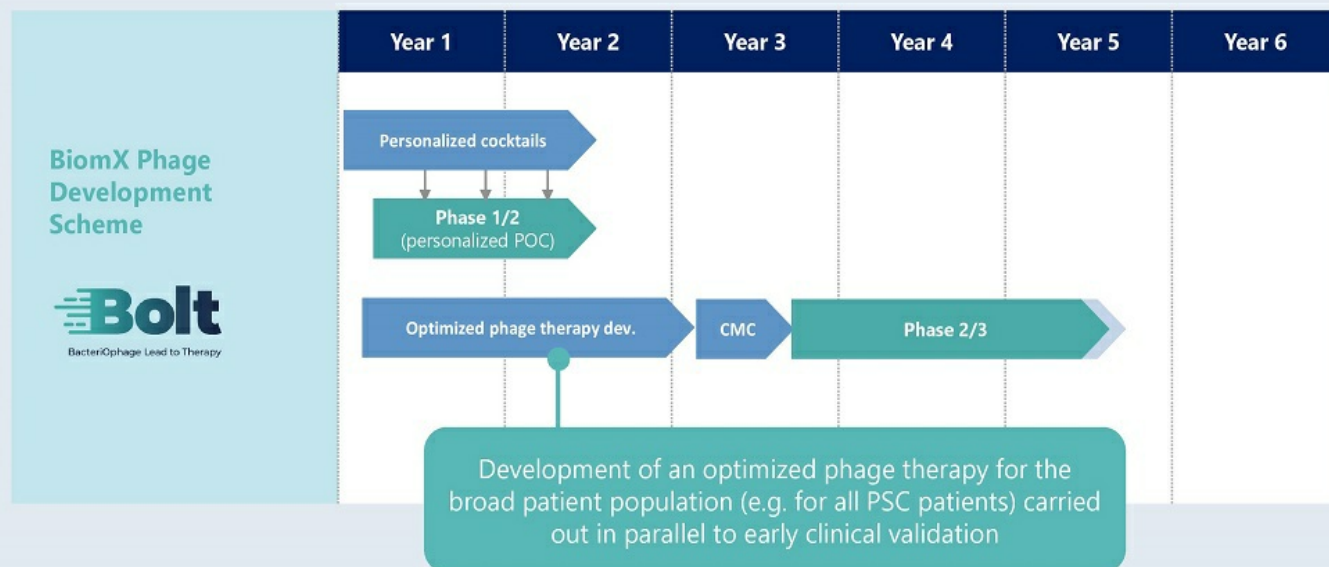 Year 1
Year 2
Year 3
Year 4
Year 5
Year 6
BiomX Phage
Development
Scheme
Bolt
BacteriOphage Lead to Therapy
Personalized cocktails
Phase 1/2
(personalized POC)
Optimized phage therapy dev.
CMC
Phase 2/3
Development of an optimized phage therapy for the
broad patient population (e.g. for all PSC patients) carried
out in parallel to early clinical validation